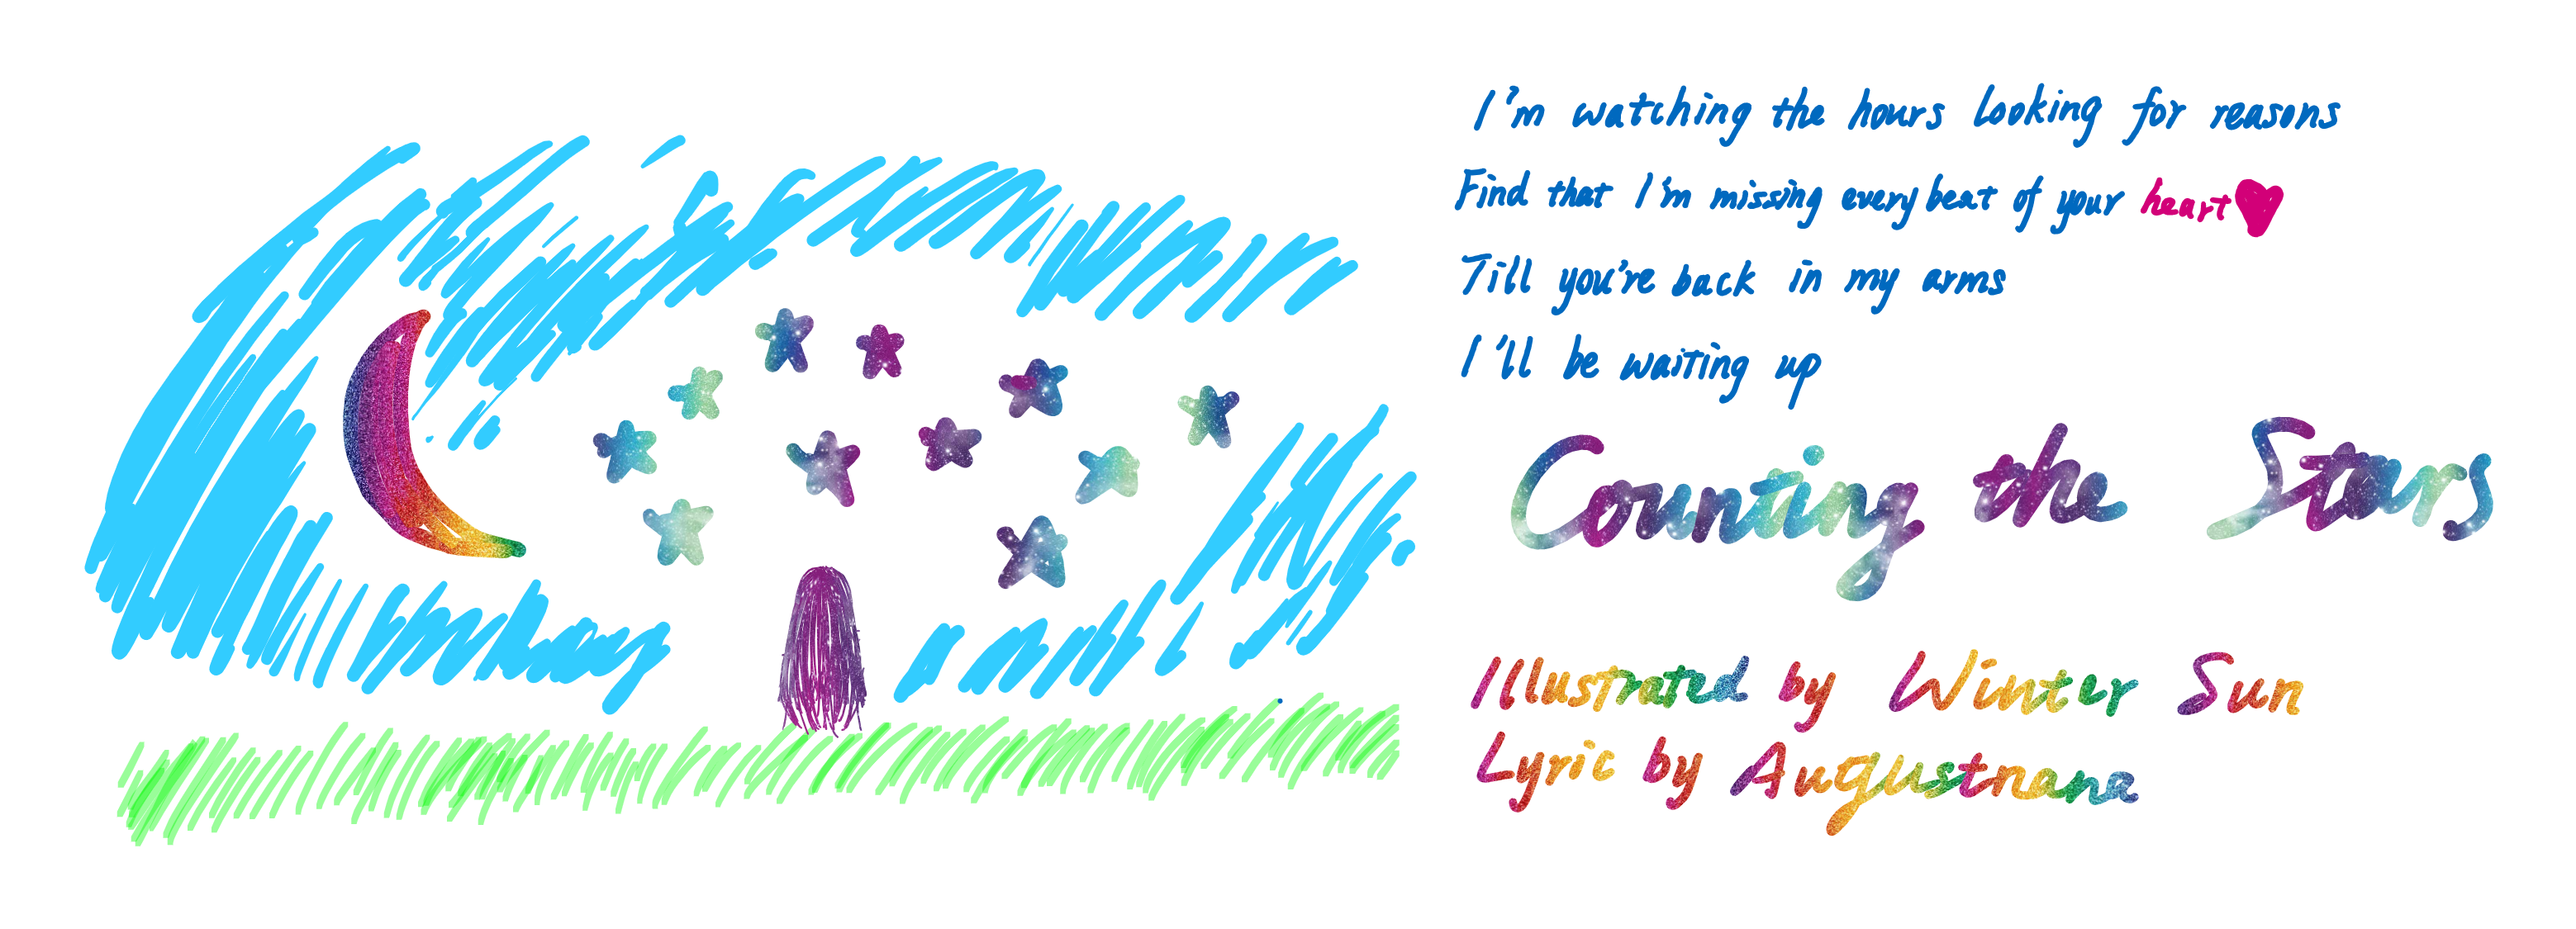 I'm watching the hours looking for reasons
Find that I'm missing every beat of your heart
Till you're back in my arms
I'll be waiting up
Counting the Stars
Illustrated by Winter Sun
Lyric by Augustnana